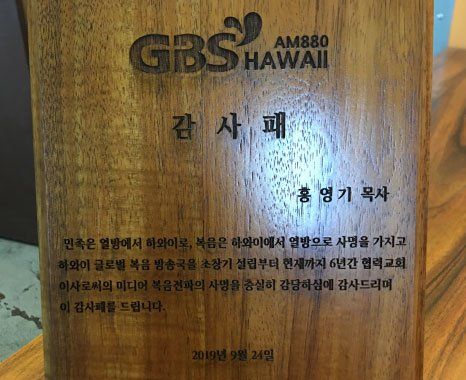 GBS AM880
HAWAII
감 사 패
홍 영 기 목사
민족은 열방에서 하와이로, 복음은 하와이에서 열방으로 사명을 가지고
하와이 글로벌 복음 방송국을 초창기 설립부터 현재까지 6년간 협력교회
이사로써의 미디어 복음전파의 사명을 충실히 감당하심에 감사드리며
이 감사패를 드립니다.
2019년 9월 24일